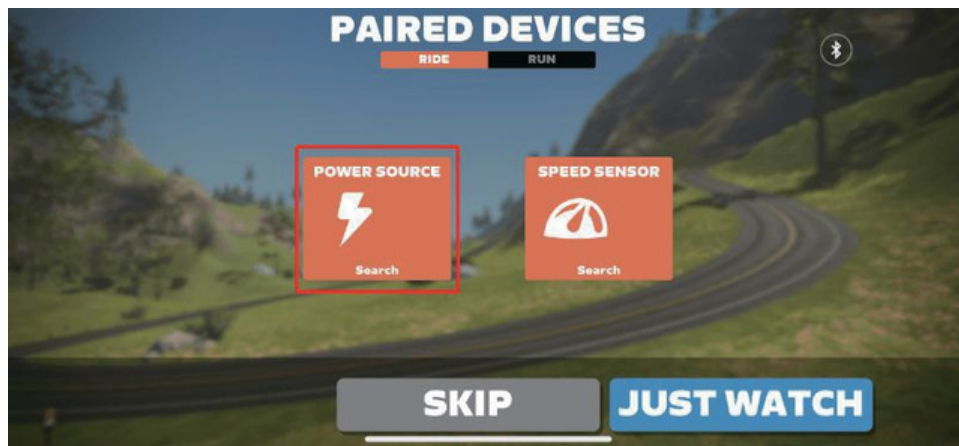 PAIRED DEVICES
RIDE RUN
POWER SOURCE
Search
SPEED SENSOR
Search
SKIP
JUST WATCH